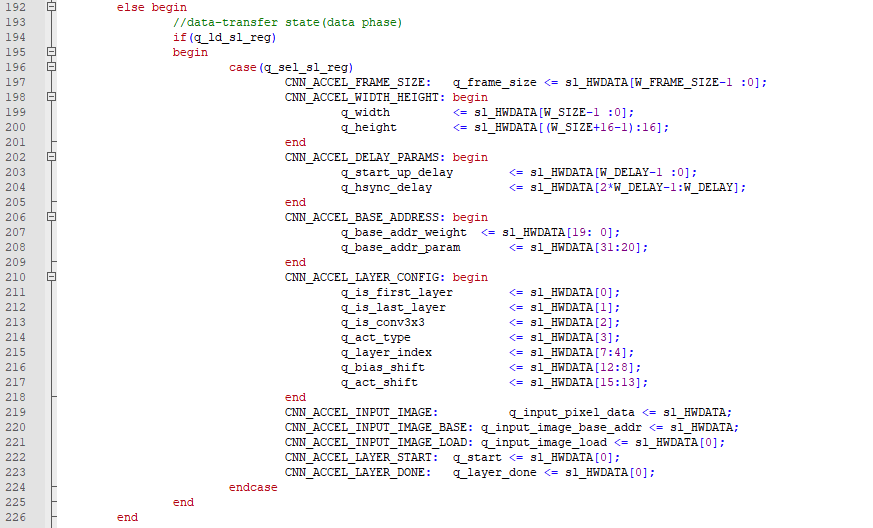 192 else begin
193 //data-transfer state(data phase)
194 if(q_ld_sl_reg)
195 begin
196 case(q_sel_sl_reg)
197 CNN_ACCEL_FRAME_SIZE: q_frame_size <= sl_HWDATA[W_FRAME_SIZE-1 :0];
198 CNN_ACCEL_WIDTH_HEIGHT: begin
199 q_width <= sl_HWDATA[W_SIZE-1 :0];
200 q_height <= sl_HWDATA[(W_SIZE+16-1):16];
201 end
202 CNN_ACCEL_DELAY_PARAMS: begin
203 q_start_up_delay <= sl_HWDATA[W_DELAY-1 :0];
204 q_hsync_delay <= sl_HWDATA[2*W_DELAY-1:W_DELAY];
205 end
206 CNN_ACCEL_BASE_ADDRESS: begin
207 q_base_addr_weight <= sl_HWDATA[19: 0];
208 q_base_addr_param <= sl_HWDATA[31:20];
209 end
210 CNN_ACCEL_LAYER_CONFIG: begin
211 q_is_first_layer <= sl_HWDATA[0];
212 q_is_last_layer <= sl_HWDATA[1];
213 q_is_conv3x3 <= sl_HWDATA[2];
214 q_act_type <= sl_HWDATA[3];
215 q_layer_index <= sl_HWDATA[7:4];
216 q_bias_shift <= sl_HWDATA[12:8];
217 q_act_shift <= sl_HWDATA[15:13];
218 end
219 CNN_ACCEL_INPUT_IMAGE: q_input_pixel_data <= sl_HWDATA;
220 CNN_ACCEL_INPUT_IMAGE_BASE: q_input_image_base_addr <= sl_HWDATA;
221 CNN_ACCEL_INPUT_IMAGE_LOAD: q_input_image_load <= sl_HWDATA[0];
222 CNN_ACCEL_LAYER_START: q_start <= sl_HWDATA[0];
223 CNN_ACCEL_LAYER_DONE: q_layer_done <= sl_HWDATA[0];
224 endcase
225 end
226 end